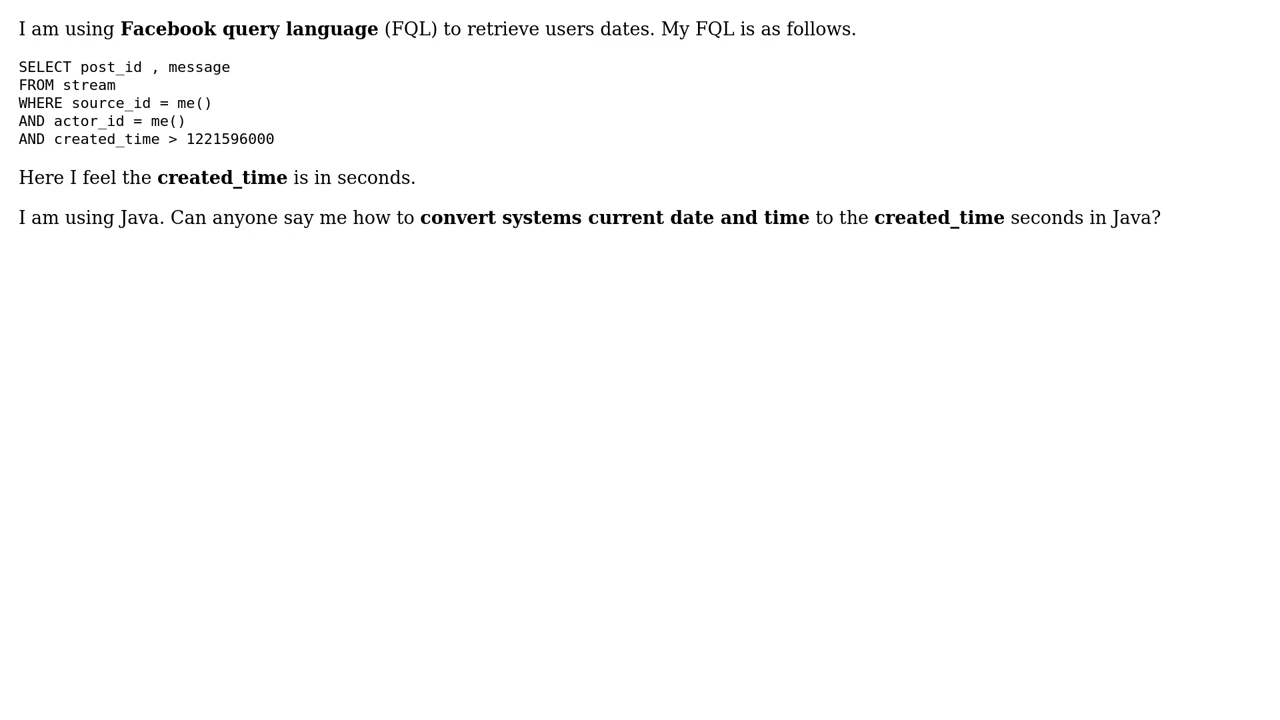 I am using Facebook query language (FQL) to retrieve users dates. My FQL is as follows.
SELECT post_id , message
FROM stream
WHERE source_id = me()
AND actor_id = me()
AND created_time > 1221596000
Here I feel the created_time is in seconds.
I am using Java. Can anyone say me how to convert systems current date and time to the created_time seconds in Java?